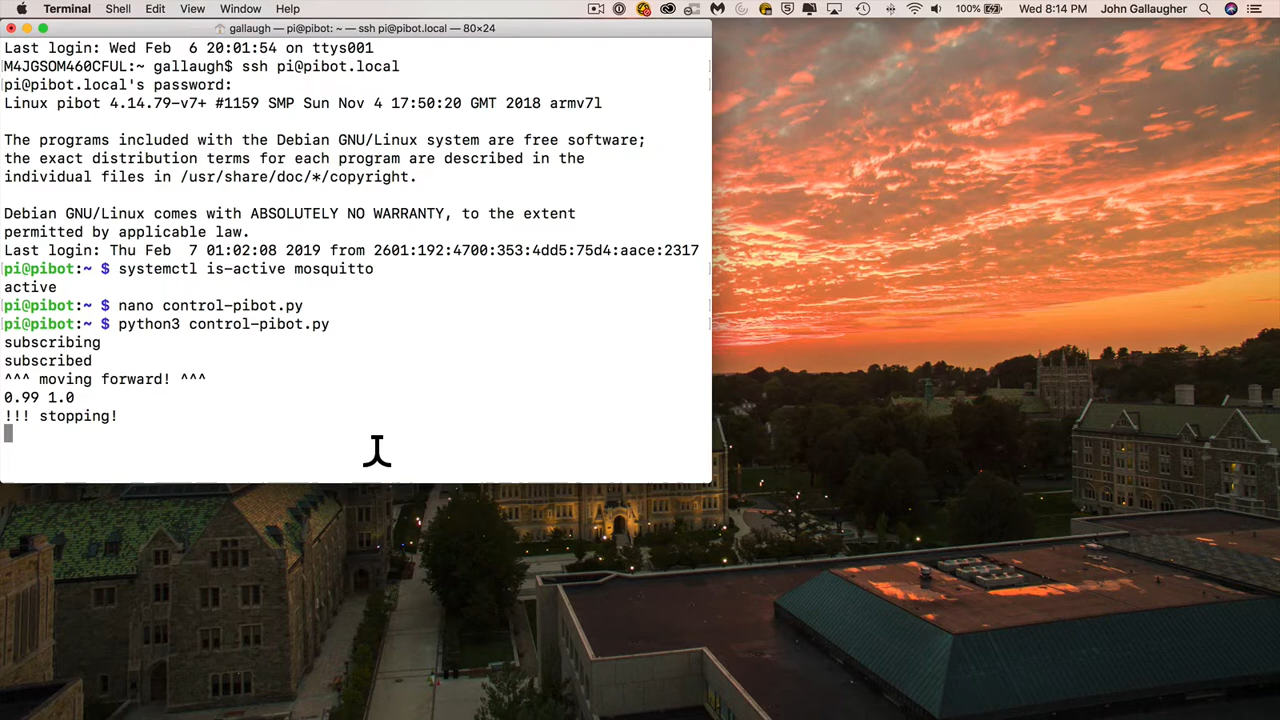 Terminal Shell Edit View Window Help 100% Wed 8:14 PM John Gallaugher
gallaugh — pi@pibot: ~ — ssh pi@pibot.local — 80×24
Last login: Wed Feb  6 20:01:54 on ttys001
M4JGSOM460CFUL:~ gallaugh$ ssh pi@pibot.local
pi@pibot.local's password:
Linux pibot 4.14.79-v7+ #1159 SMP Sun Nov 4 17:50:20 GMT 2018 armv7l
The programs included with the Debian GNU/Linux system are free software;
the exact distribution terms for each program are described in the
individual files in /usr/share/doc/*/copyright.
Debian GNU/Linux comes with ABSOLUTELY NO WARRANTY, to the extent
permitted by applicable law.
Last login: Thu Feb  7 01:02:08 2019 from 2601:192:4700:353:4dd5:75d4:aace:2317
pi@pibot:~ $ systemctl is-active mosquitto
active
pi@pibot:~ $ nano control-pibot.py
pi@pibot:~ $ python3 control-pibot.py
subscribing
subscribed
^^^ moving forward! ^^^
0.99 1.0
!!! stopping!